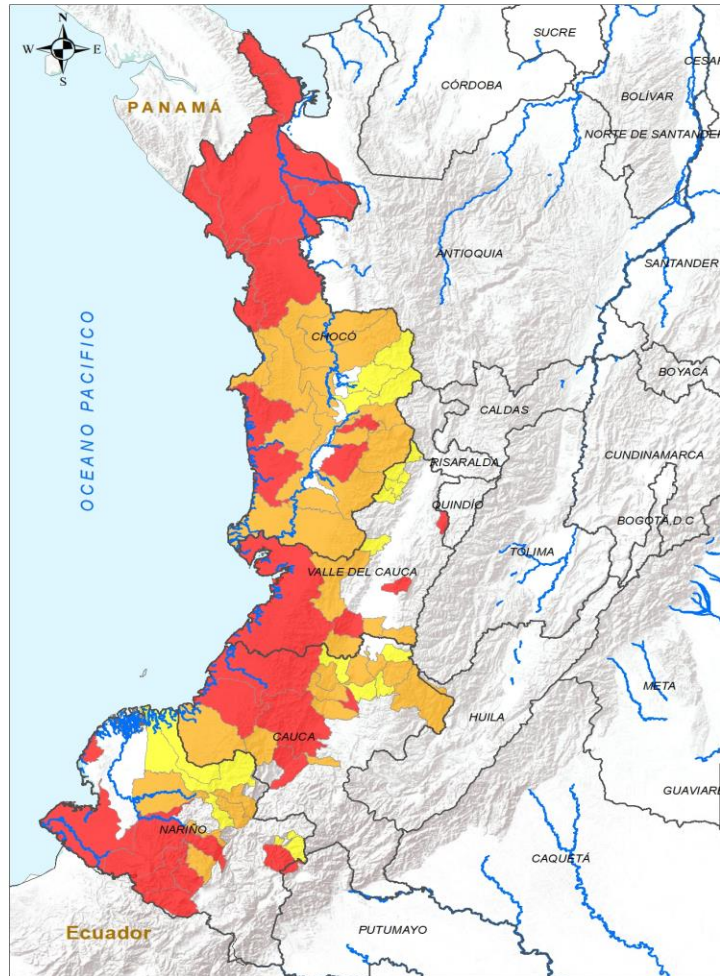 N
W E
S
SUCRE
CESAR
CÓRDOBA
BOLÍVAR
PANAMÁ
NORTE DE SANTANDER
ANTIOQUIA
SANTANDER
OCEANO PACIFICO
CHOCÓ
BOYACÁ
CALDAS
CUNDINAMARCA
RISARALDA
QUINDÍO
BOGOTÁ,D.C
TOLIMA
VALLE DEL CAUCA
META
HUILA
CAUCA
GUAVIARE
NARIÑO
CAQUETÁ
Ecuador
PUTUMAYO